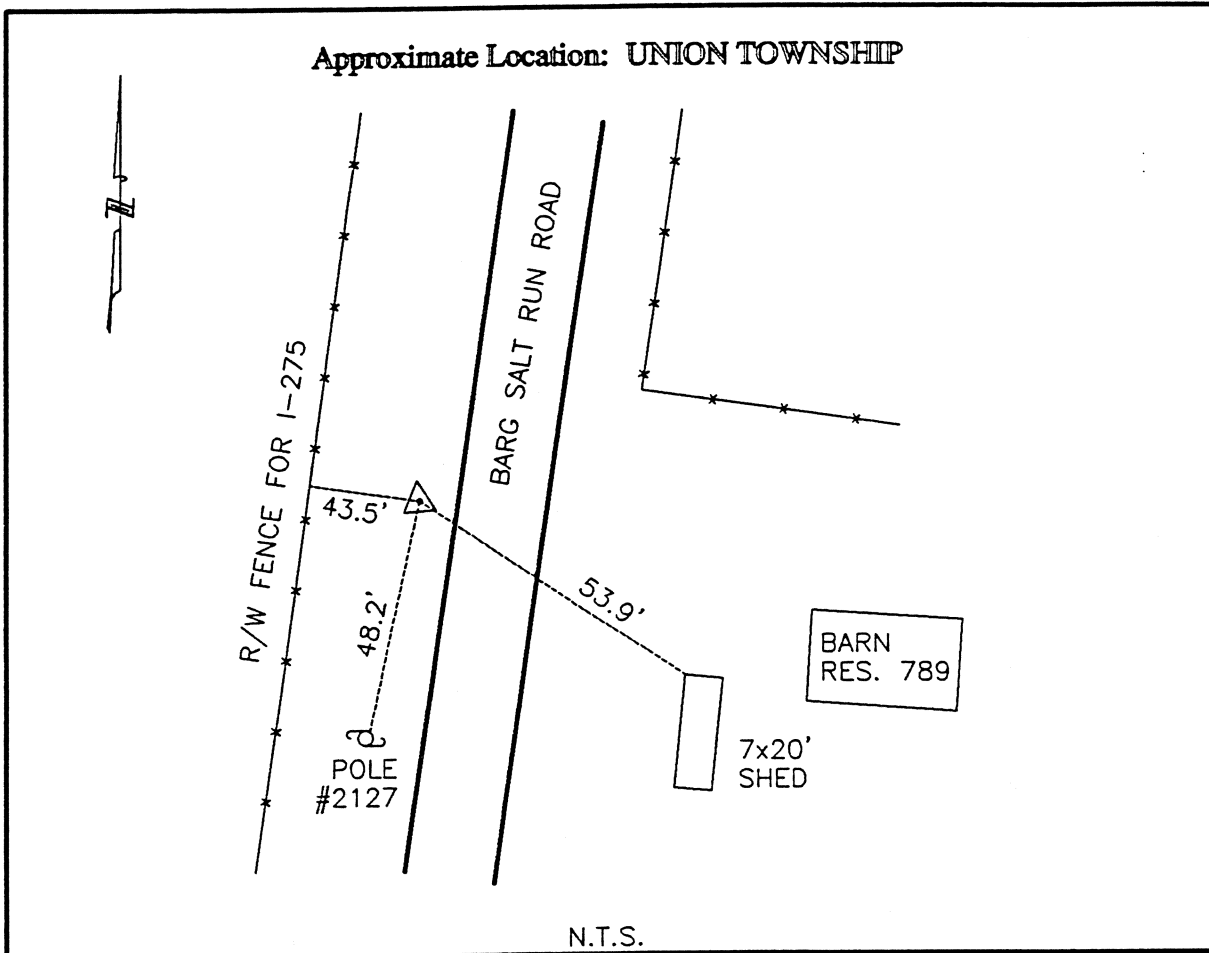 Approximate Location: UNION TOWNSHIP
N
R/W FENCE FOR I-275
BARG SALT RUN ROAD
43.5'
48.2'
53.9'
BARN
RES. 789
POLE
#2127
7x20'
SHED
N.T.S.